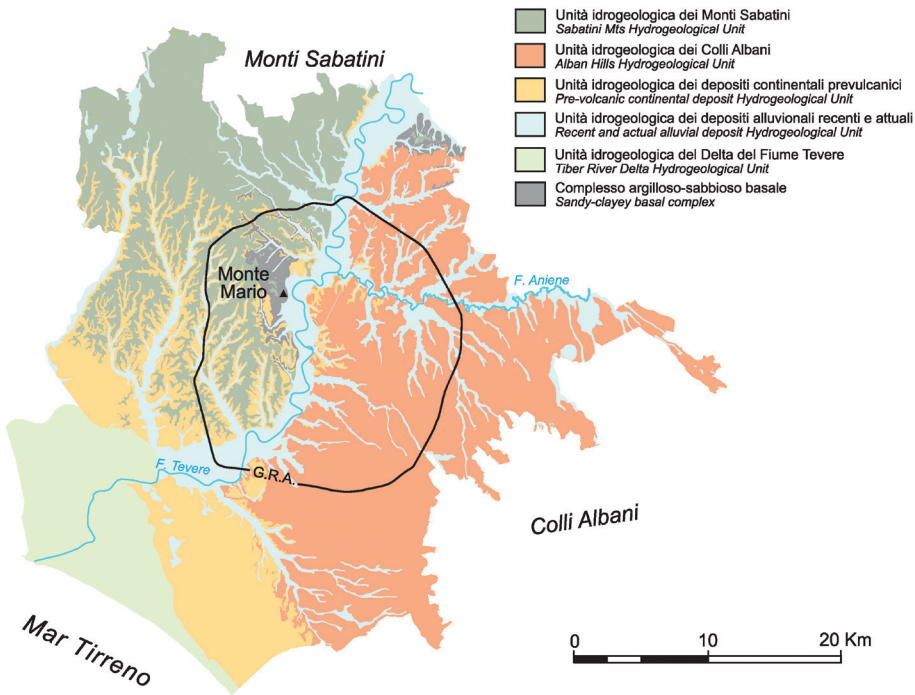 Unità idrogeologica dei Monti Sabatini
Sabatini Mts Hydrogeological Unit
Unità idrogeologica dei Colli Albani
Alban Hills Hydrogeological Unit
Unità idrogeologica dei depositi continentali prevulcanici
Pre-volcanic continental deposit Hydrogeological Unit
Unità idrogeologica dei depositi alluvionali recenti e attuali
Recent and actual alluvial deposit Hydrogeological Unit
Unità idrogeologica del Delta del Fiume Tevere
Tiber River Delta Hydrogeological Unit
Complesso argilloso-sabbioso basale
Sandy-clayey basal complex
Monti Sabatini
Monte
Mario
F. Aniene
F. Tevere
G.R.A.
Colli Albani
Mar Tirreno
0 10 20 Km